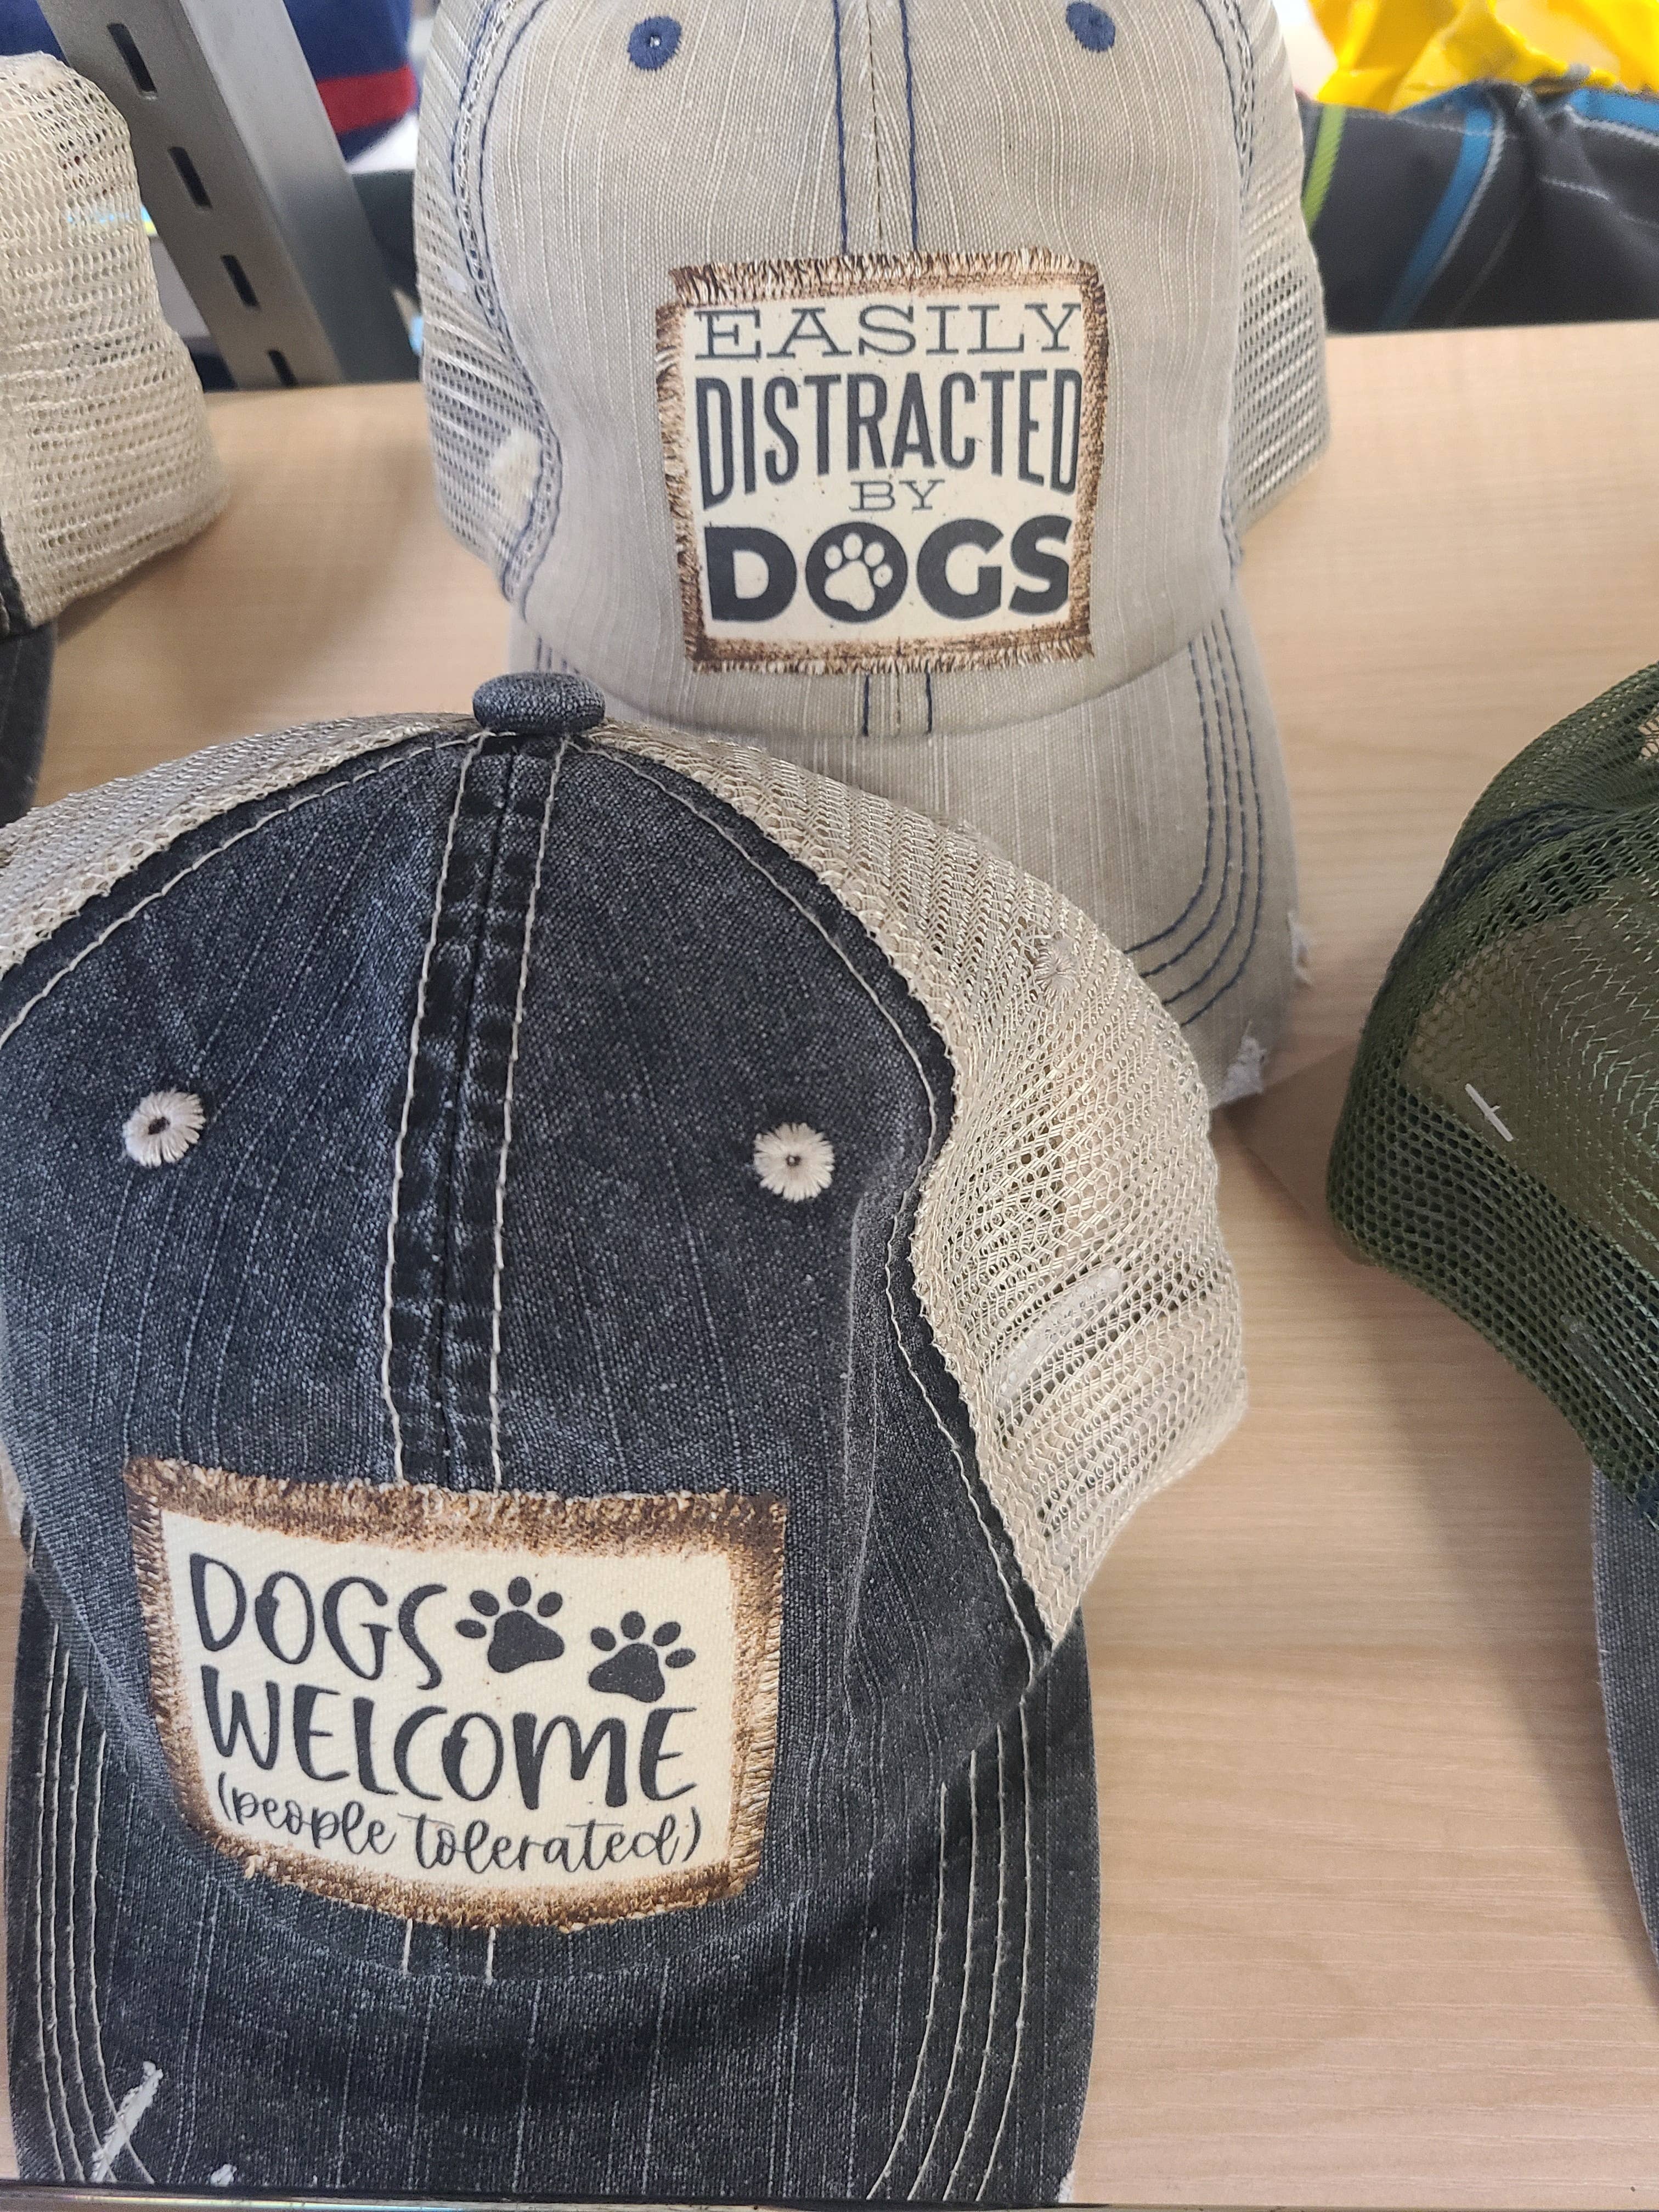 EASILY
DISTRACTED
BY
DOGS
DOGS
WELCOME
(people tolerated)